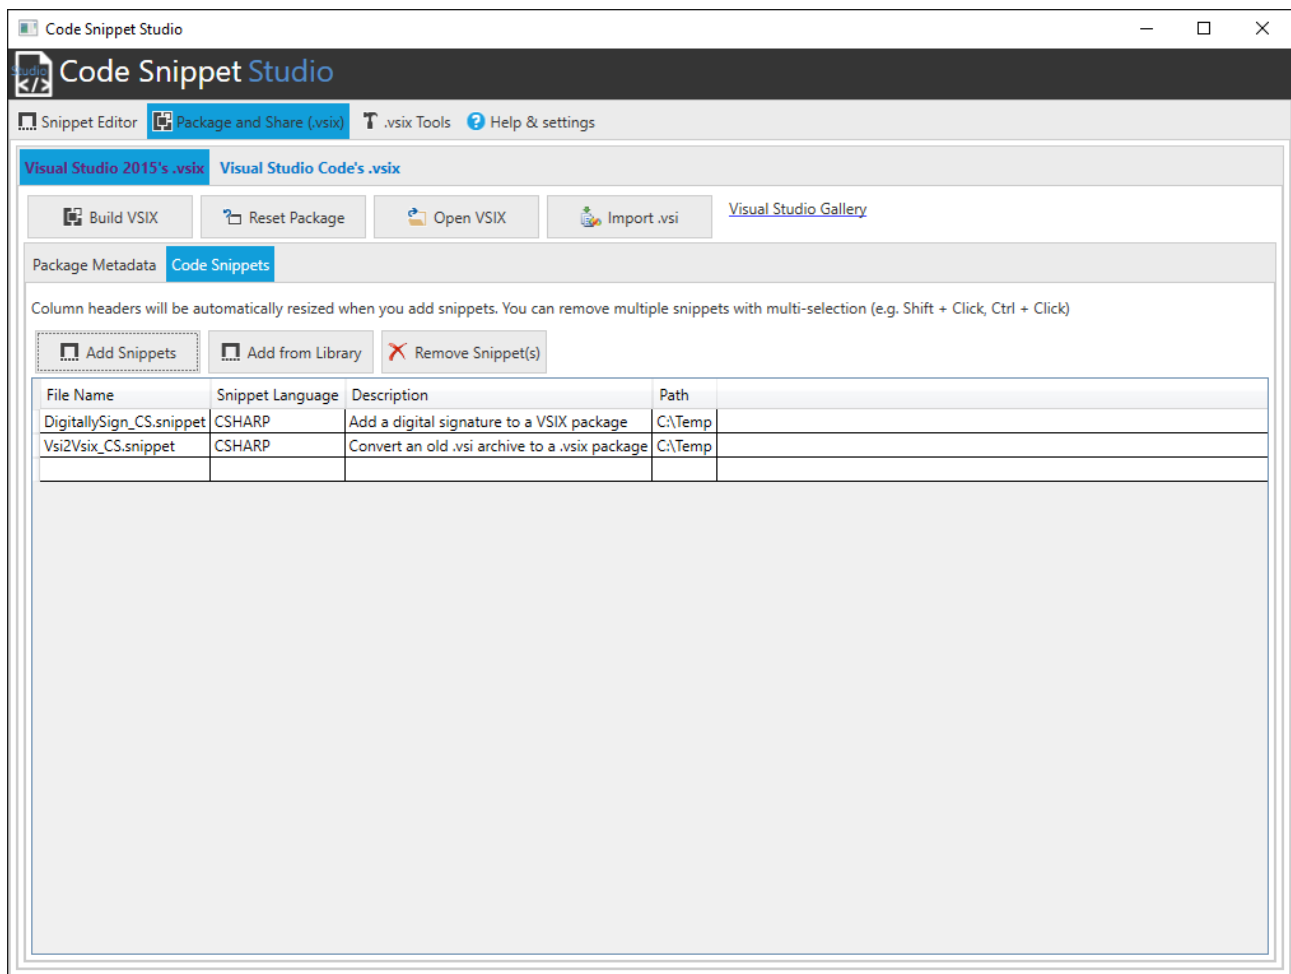 Code Snippet Studio
Studio </> Code Snippet Studio
Snippet Editor Package and Share (.vsix) .vsix Tools ? Help & settings
Visual Studio 2015's .vsix Visual Studio Code's .vsix
Build VSIX Reset Package Open VSIX Import .vsi Visual Studio Gallery
Package Metadata Code Snippets
Column headers will be automatically resized when you add snippets. You can remove multiple snippets with multi-selection (e.g. Shift + Click, Ctrl + Click)
Add Snippets Add from Library Remove Snippet(s)
File Name Snippet Language Description Path
DigitallySign_CS.snippet CSHARP Add a digital signature to a VSIX package C:\Temp
Vsi2Vsix_CS.snippet CSHARP Convert an old .vsi archive to a .vsix package C:\Temp